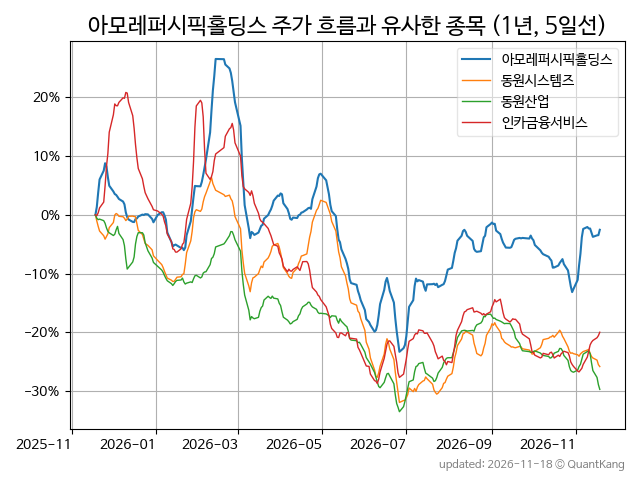 아모레퍼시픽홀딩스 주가 흐름과 유사한 종목 (1년, 5일선)
아모레퍼시픽홀딩스
동원시스템즈
동원산업
인카금융서비스
20%
10%
0%
−10%
−20%
−30%
2025-11 2026-01 2026-03 2026-05 2026-07 2026-09 2026-11
updated: 2026-11-18 © QuantKang